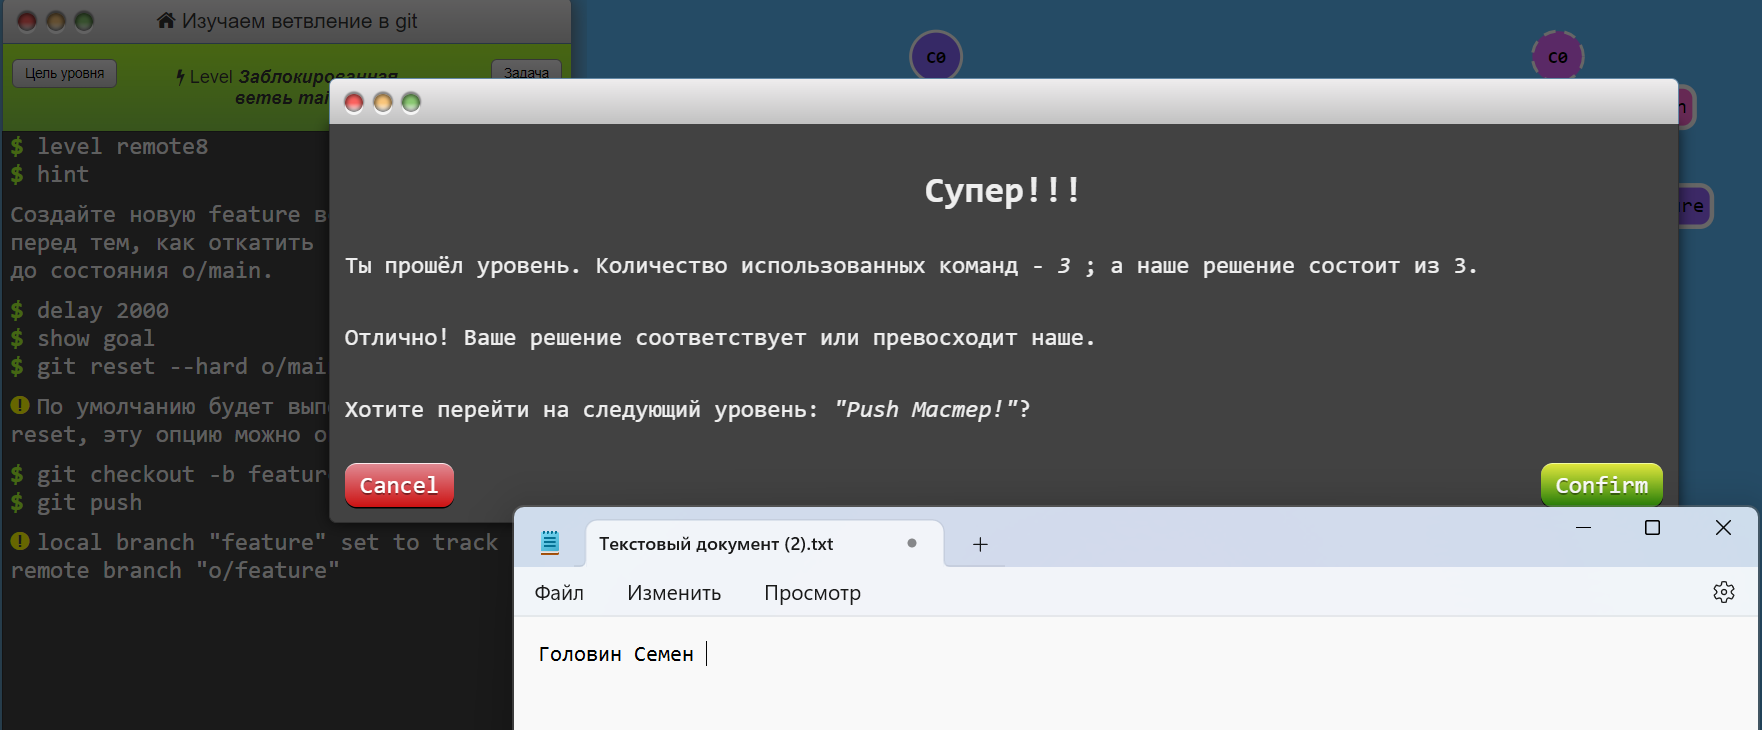 Изучаем ветвление в git
Цель уровня
Level Заблокированная
ветвь mai
Задача
$ level remote8
$ hint
Создайте новую feature в
перед тем, как откатить
до состояния o/main.
$ delay 2000
$ show goal
$ git reset --hard o/mai
По умолчанию будет вып
reset, эту опцию можно о
$ git checkout -b featur
$ git push
local branch "feature" set to track
remote branch "o/feature"
c0
c0
n
re
Супер!!!
Ты прошёл уровень. Количество использованных команд - 3 ; а наше решение состоит из 3.
Отлично! Ваше решение соответствует или превосходит наше.
Хотите перейти на следующий уровень: "Push Мастер!"?
Cancel
Confirm
Текстовый документ (2).txt
Файл Изменить Просмотр
Головин Семен